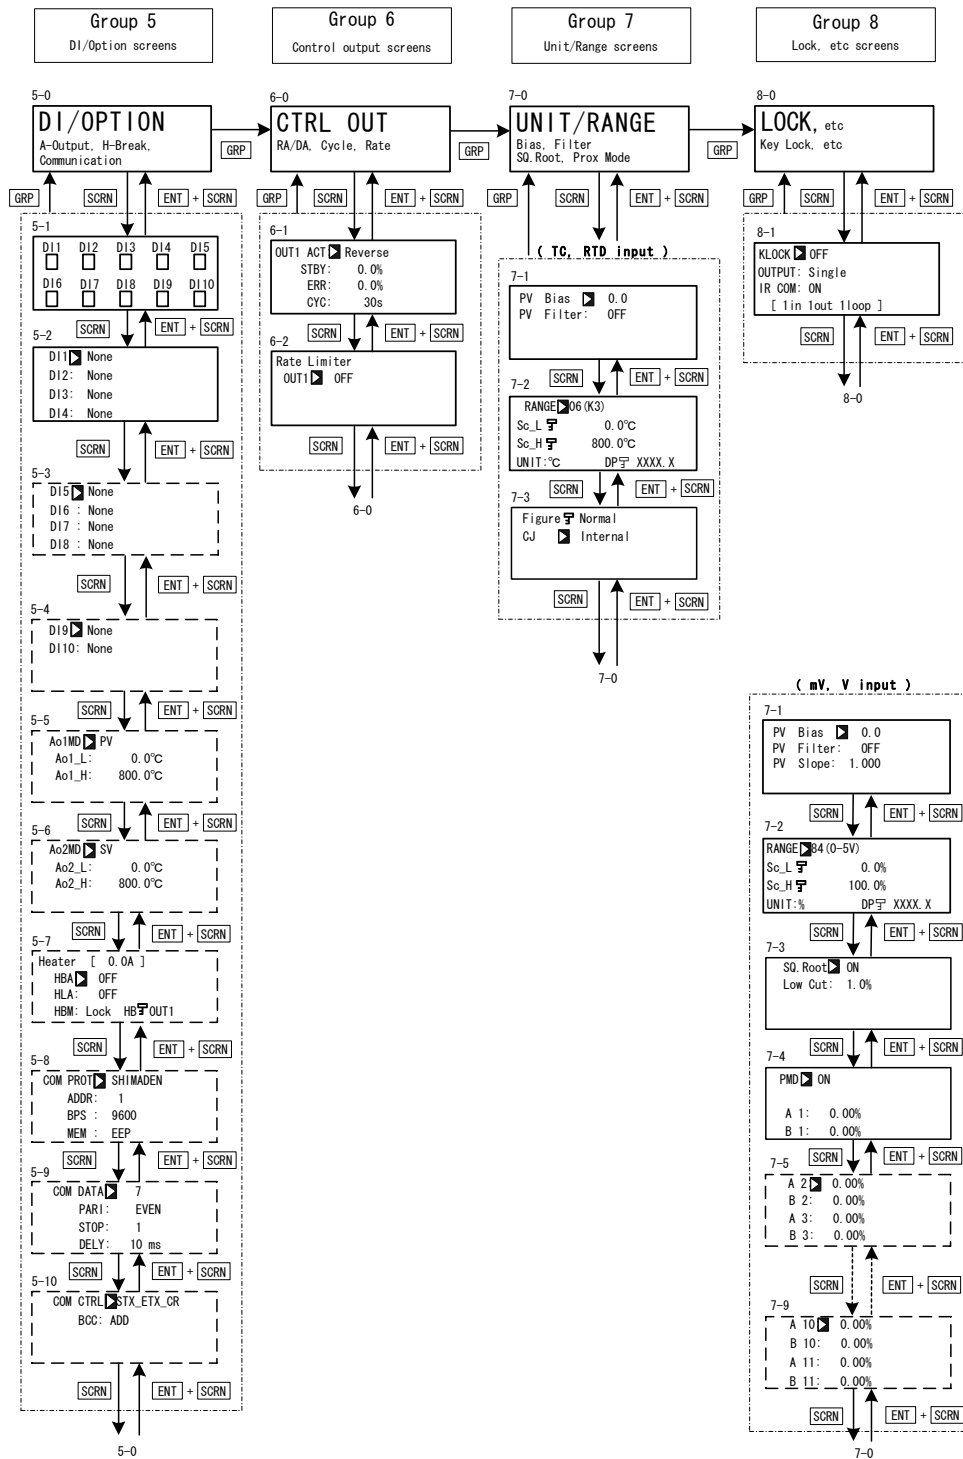 Group 5
DI/Option screens
Group 6
Control output screens
Group 7
Unit/Range screens
Group 8
Lock, etc screens
5-0
DI/OPTION
A-Output, H-Break,
Communication
GRP
6-0
CTRL OUT
RA/DA, Cycle, Rate
GRP
7-0
UNIT/RANGE
Bias, Filter
SQ.Root, Prox Mode
GRP
8-0
LOCK, etc
Key Lock, etc
GRP
SCRN
ENT + SCRN
5-1
DI1 DI2 DI3 DI4 DI5
DI6 DI7 DI8 DI9 DI10
SCRN
ENT + SCRN
5-2
DI1 None
DI2: None
DI3: None
DI4: None
SCRN
ENT + SCRN
5-3
DI5 None
DI6 : None
DI7 : None
DI8 : None
SCRN
ENT + SCRN
5-4
DI9 None
DI10: None
SCRN
ENT + SCRN
5-5
Ao1MD PV
Ao1_L: 0.0℃
Ao1_H: 800.0℃
SCRN
ENT + SCRN
5-6
Ao2MD SV
Ao2_L: 0.0℃
Ao2_H: 800.0℃
SCRN
ENT + SCRN
5-7
Heater [ 0.0A ]
HBA OFF
HLA: OFF
HBM: Lock HB OUT1
SCRN
ENT + SCRN
5-8
COM PROT SHIMADEN
ADDR: 1
BPS : 9600
MEM : EEP
SCRN
ENT + SCRN
5-9
COM DATA 7
PARI: EVEN
STOP: 1
DELY: 10 ms
SCRN
ENT + SCRN
5-10
COM CTRL STX_ETX_CR
BCC: ADD
SCRN
ENT + SCRN
5-0
GRP
SCRN
ENT + SCRN
6-1
OUT1 ACT Reverse
STBY: 0.0%
ERR: 0.0%
CYC: 30s
SCRN
ENT + SCRN
6-2
Rate Limiter
OUT1 OFF
SCRN
ENT + SCRN
6-0
GRP
SCRN
ENT + SCRN
( TC, RTD input )
7-1
PV Bias 0.0
PV Filter: OFF
SCRN
ENT + SCRN
7-2
RANGE 06(K3)
Sc_L 0.0℃
Sc_H 800.0℃
UNIT:℃ DP XXXX.X
SCRN
ENT + SCRN
7-3
Figure Normal
CJ Internal
SCRN
ENT + SCRN
7-0
GRP
SCRN
ENT + SCRN
8-1
KLOCK OFF
OUTPUT: Single
IR COM: ON
[ 1in 1out 1loop ]
SCRN
ENT + SCRN
8-0
( mV, V input )
7-1
PV Bias 0.0
PV Filter: OFF
PV Slope: 1.000
SCRN
ENT + SCRN
7-2
RANGE 84(0-5V)
Sc_L 0.0%
Sc_H 100.0%
UNIT:% DP XXXX.X
SCRN
ENT + SCRN
7-3
SQ.Root ON
Low Cut: 1.0%
SCRN
ENT + SCRN
7-4
PMD ON
A 1: 0.00%
B 1: 0.00%
SCRN
ENT + SCRN
7-5
A 2 0.00%
B 2: 0.00%
A 3: 0.00%
B 3: 0.00%
SCRN
ENT + SCRN
7-9
A 10 0.00%
B 10: 0.00%
A 11: 0.00%
B 11: 0.00%
SCRN
ENT + SCRN
7-0